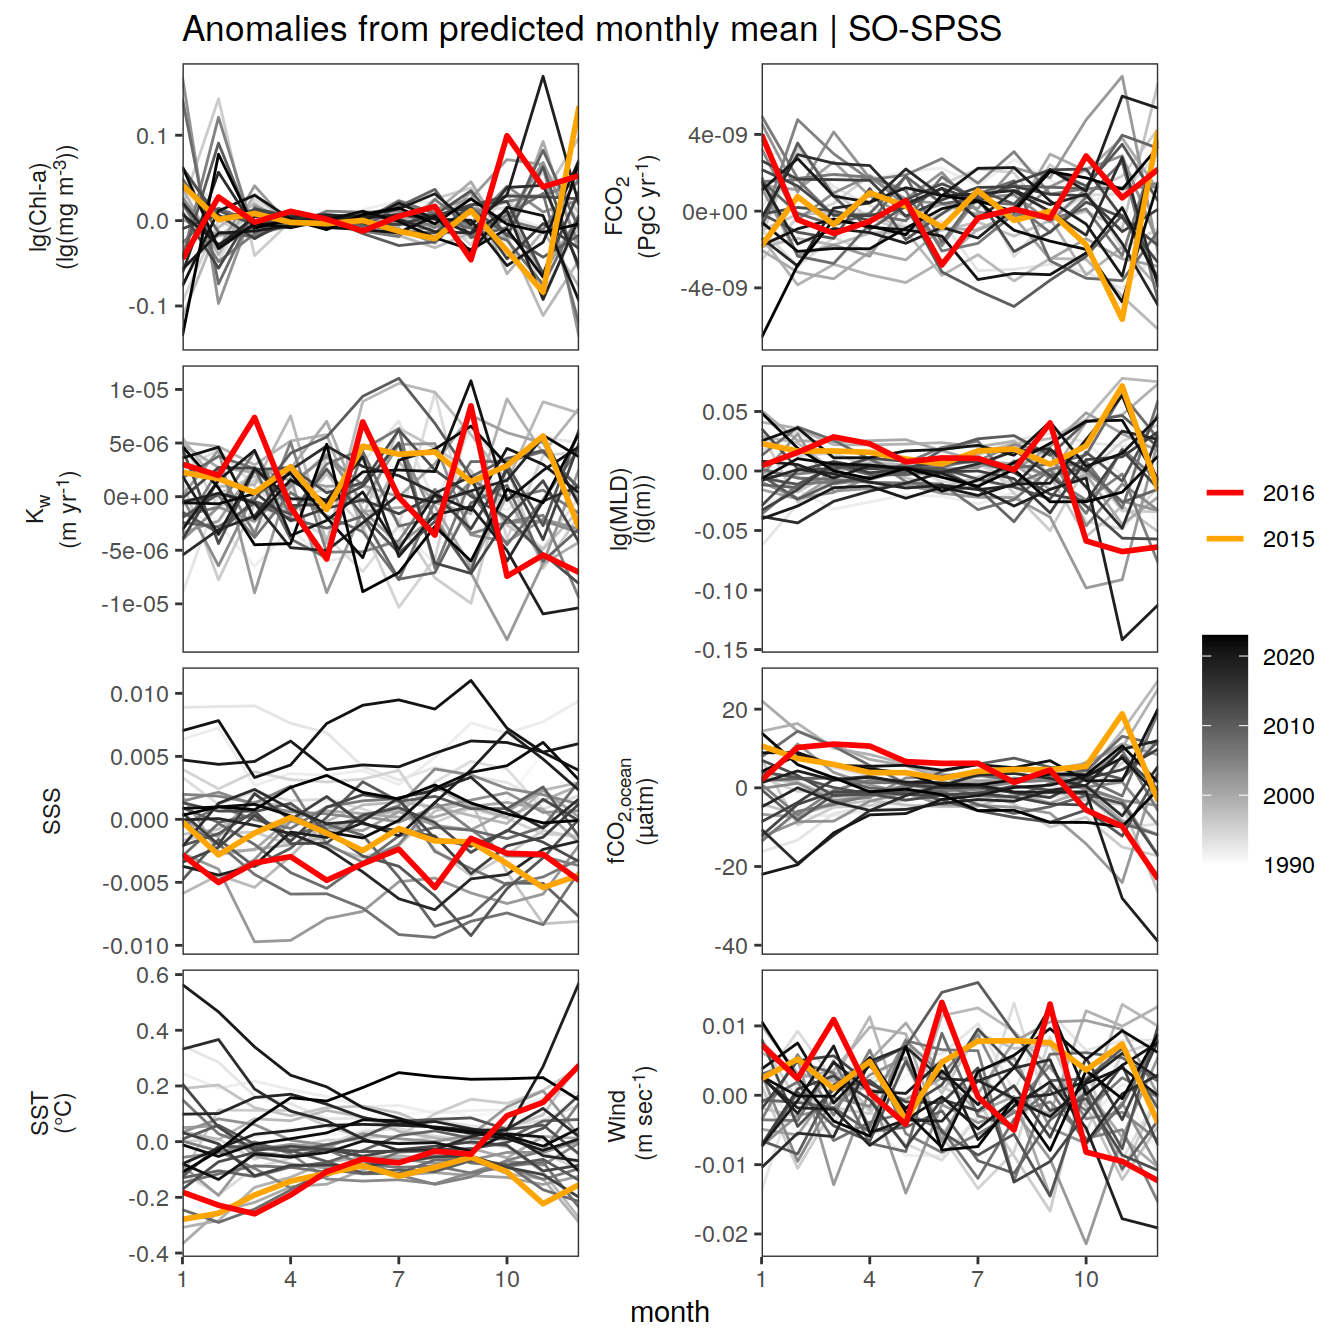 Anomalies from predicted monthly mean | SO-SPSS
lg(Chl-a)
(lg(mg m⁻³))
0.1
0.0
-0.1
FCO₂
(PgC yr⁻¹)
4e-09
0e+00
-4e-09
K_w
(m yr⁻¹)
1e-05
5e-06
0e+00
-5e-06
-1e-05
lg(MLD)
(lg(m))
0.05
0.00
-0.05
-0.10
-0.15
SSS
0.010
0.005
0.000
-0.005
-0.010
fCO₂,ocean
(µatm)
20
0
-20
-40
SST
(°C)
0.6
0.4
0.2
0.0
-0.2
-0.4
1 4 7 10
Wind
(m sec⁻¹)
0.01
0.00
-0.01
-0.02
1 4 7 10
month
2016
2015
2020
2010
2000
1990